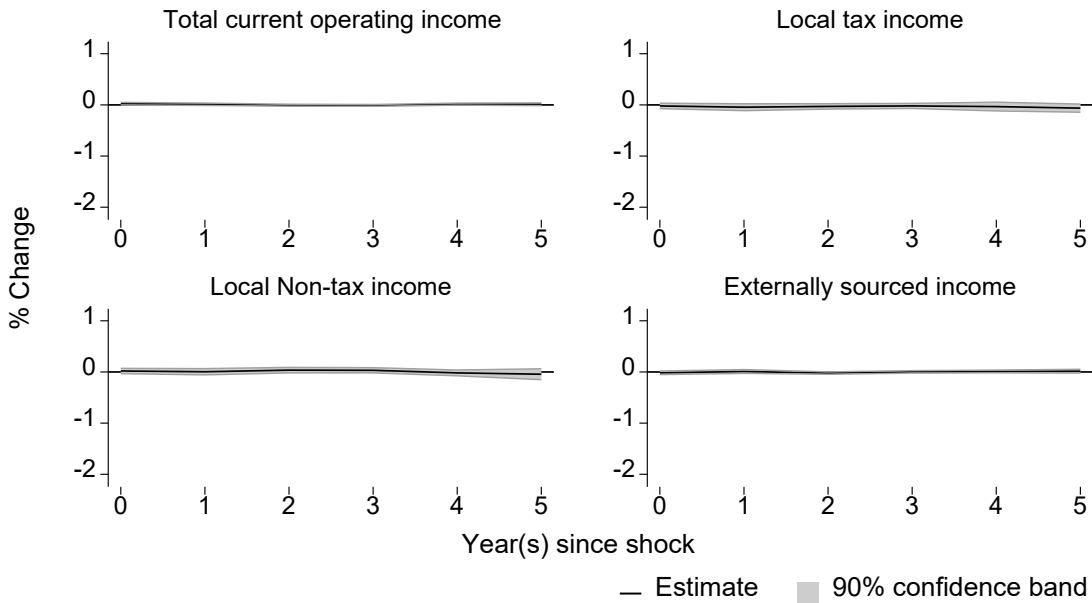 Total current operating income
Local tax income
1
0
-1
-2
0 1 2 3 4 5
1
0
-1
-2
0 1 2 3 4 5
Local Non-tax income
Externally sourced income
1
0
-1
-2
0 1 2 3 4 5
1
0
-1
-2
0 1 2 3 4 5
% Change
Year(s) since shock
Estimate 90% confidence band